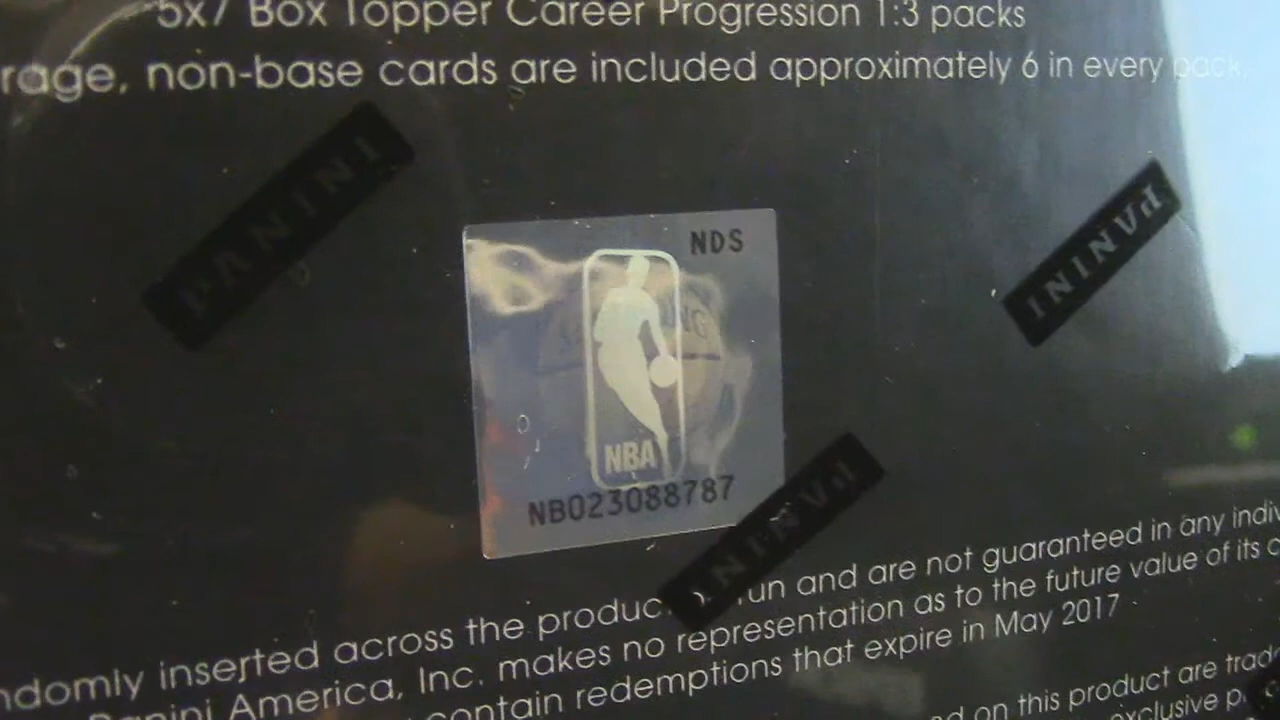 5x7 Box Topper Career Progression 1:3 packs
rage, non-base cards are included approximately 6 in every pack.
PANINI
PANINI
NDS
NBA
NB023088787
PANINI
ndomly inserted across the produc run and are not guaranteed in any indiv
Panini America, Inc. makes no representation as to the future value of its c
contain redemptions that expire in May 2017
d on this product are trad
exclusive p